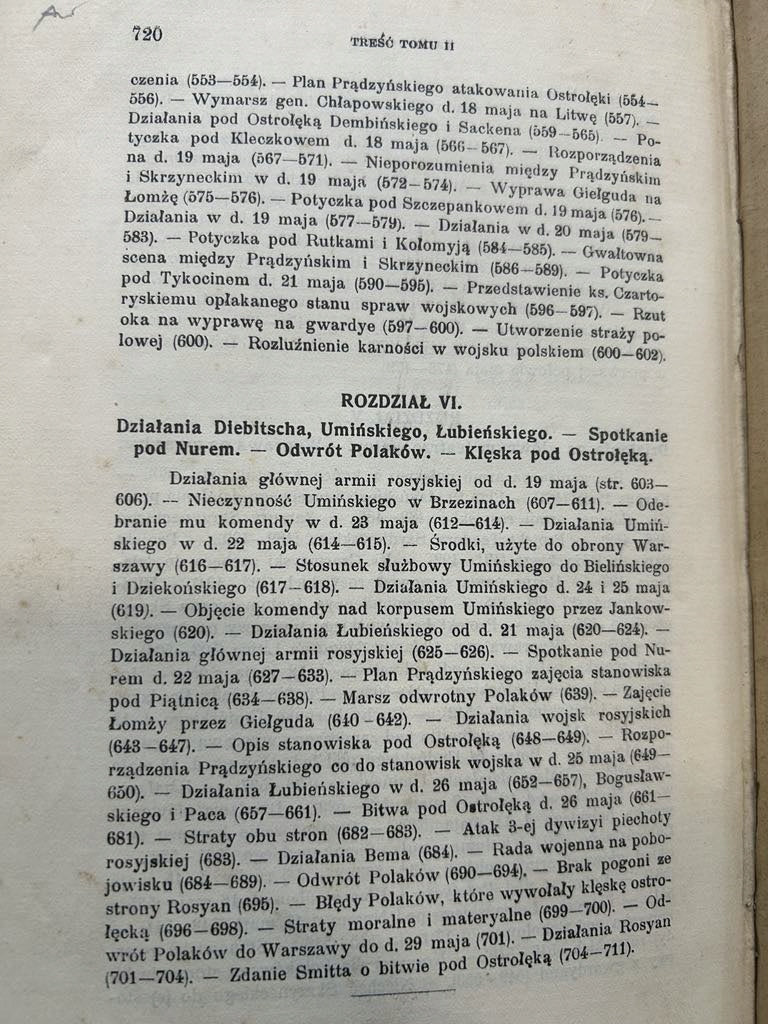 720
TREŚĆ TOMU II
czenia (553—554). — Plan Prądzyńskiego atakowania Ostrołęki (554—
556). — Wymarsz gen. Chłapowskiego d. 18 maja na Litwę (557). —
Działania pod Ostrołęką Dembińskiego i Sackena (559—565). — Po-
tyczka pod Kleczkowem d. 18 maja (566—567). — Rozporządzenia
na d. 19 maja (567—571). — Nieporozumienia między Prądzyńskim
i Skrzyneckim w d. 19 maja (572—574). — Wyprawa Giełguda na
Łomżę (575—576). — Potyczka pod Szczepankowem d. 19 maja (576). —
Działania w d. 19 maja (577—579). — Działania w d. 20 maja (579—
583). — Potyczka pod Rutkami i Kołomyją (584—585). — Gwałtowna
scena między Prądzyńskim i Skrzyneckim (586—589). — Potyczka
pod Tykocinem d. 21 maja (590—595). — Przedstawienie ks. Czarto-
ryskiemu opłakanego stanu spraw wojskowych (596—597). — Rzut
oka na wyprawę na gwardye (597—600). — Utworzenie straży po-
lowej (600). — Rozluźnienie karności w wojsku polskiem (600—602).
ROZDZIAŁ VI.
Działania Diebitscha, Umińskiego, Łubieńskiego. — Spotkanie
pod Nurem. — Odwrót Polaków. — Klęska pod Ostrołęką.
Działania głównej armii rosyjskiej od d. 19 maja (str. 603—
606). — Nieczynność Umińskiego w Brzezinach (607—611). — Ode-
branie mu komendy w d. 23 maja (612—614). — Działania Umiń-
skiego w d. 22 maja (614—615). — Środki, użyte do obrony War-
szawy (616—617). — Stosunek służbowy Umińskiego do Bielińskiego
i Dziekońskiego (617—618). — Działania Umińskiego d. 24 i 25 maja
(619). — Objęcie komendy nad korpusem Umińskiego przez Jankow-
skiego (620). — Działania Łubieńskiego od d. 21 maja (620—624). —
Działania głównej armii rosyjskiej (625—626). — Spotkanie pod Nu-
rem d. 22 maja (627—633). — Plan Prądzyńskiego zajęcia stanowiska
pod Piątnicą (634—638). — Marsz odwrotny Polaków (639). — Zajęcie
Łomży przez Giełguda (640—642). — Działania wojsk rosyjskich
(643—647). — Opis stanowiska pod Ostrołęką (648—649). — Rozpo-
rządzenia Prądzyńskiego co do stanowisk wojska w d. 25 maja (649—
650). — Działania Łubieńskiego w d. 26 maja (652—657), Bogusław-
skiego i Paca (657—661). — Bitwa pod Ostrołęką d. 26 maja (661—
681). — Straty obu stron (682—683). — Atak 3-ej dywizyi piechoty
rosyjskiej (683). — Działania Bema (684). — Rada wojenna na pobo-
jowisku (684—689). — Odwrót Polaków (690—694). — Brak pogoni ze
strony Rosyan (695). — Błędy Polaków, które wywołały klęskę ostro-
łęcką (696—698). — Straty moralne i materyalne (699—700). — Od-
wrót Polaków do Warszawy do d. 29 maja (701). — Działania Rosyan
(701—704). — Zdanie Smitta o bitwie pod Ostrołęką (704—711).